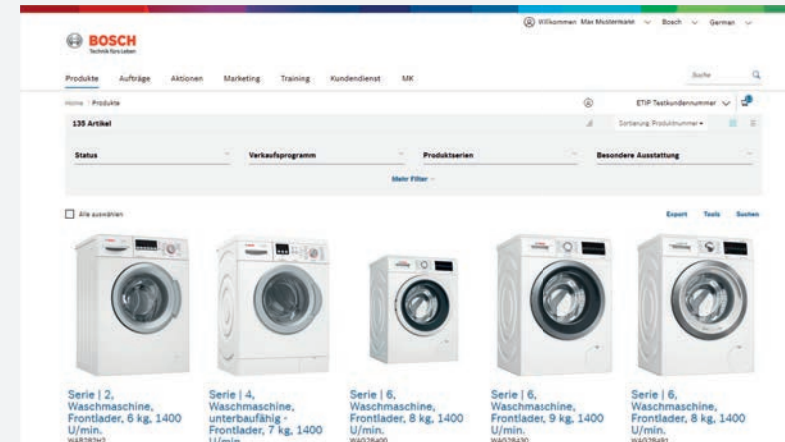 Willkommen Max Mustermann Bosch German
BOSCH
Technik fürs Leben
Produkte Aufträge Aktionen Marketing Training Kundendienst MK Suche
Home Produkte ETIP Testkundennummer
135 Artikel Sortierung: Produktnummer
Status Verkaufsprogramm Produktserien Besondere Ausstattung
Mehr Filter
Alle auswählen Export Tools Suchen
Serie | 2,
Waschmaschine,
Frontlader, 6 kg, 1400
U/min.
WAB282H2
Serie | 4,
Waschmaschine,
unterbaufähig -
Frontlader, 7 kg, 1400
U/min.
Serie | 6,
Waschmaschine,
Frontlader, 8 kg, 1400
U/min.
WAG28400
Serie | 6,
Waschmaschine,
Frontlader, 9 kg, 1400
U/min.
WAG28430
Serie | 6,
Waschmaschine,
Frontlader, 8 kg, 1400
U/min.